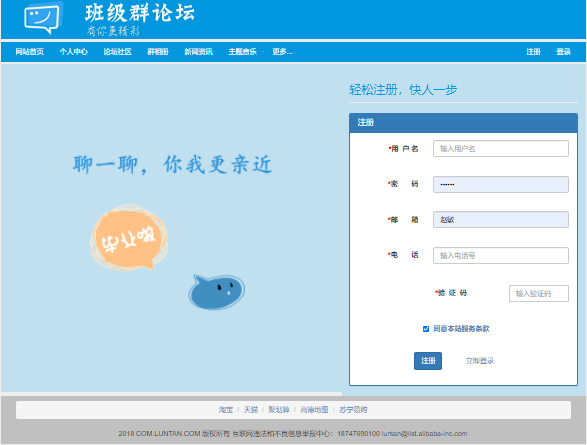 班级群论坛
有你更精彩
网站首页 个人中心 论坛社区 群相册 新闻资讯 主题音乐 更多... 注册 登录
轻松注册，快人一步
注册
*用 户 名 输入用户名
*密 码 ••••••
聊一聊，你我更亲近
*邮 箱 赵敏
*电 话 输入电话号
*验 证 码 输入验证码
同意本站服务条款
注册 立即登录
淘宝 / 天猫 / 聚划算 / 高德地图 / 苏宁易购
2018 COM.LUNTAN.COM 版权所有 互联网违法和不良信息举报中心：18747690100 luntan@list.alibaba-inc.com